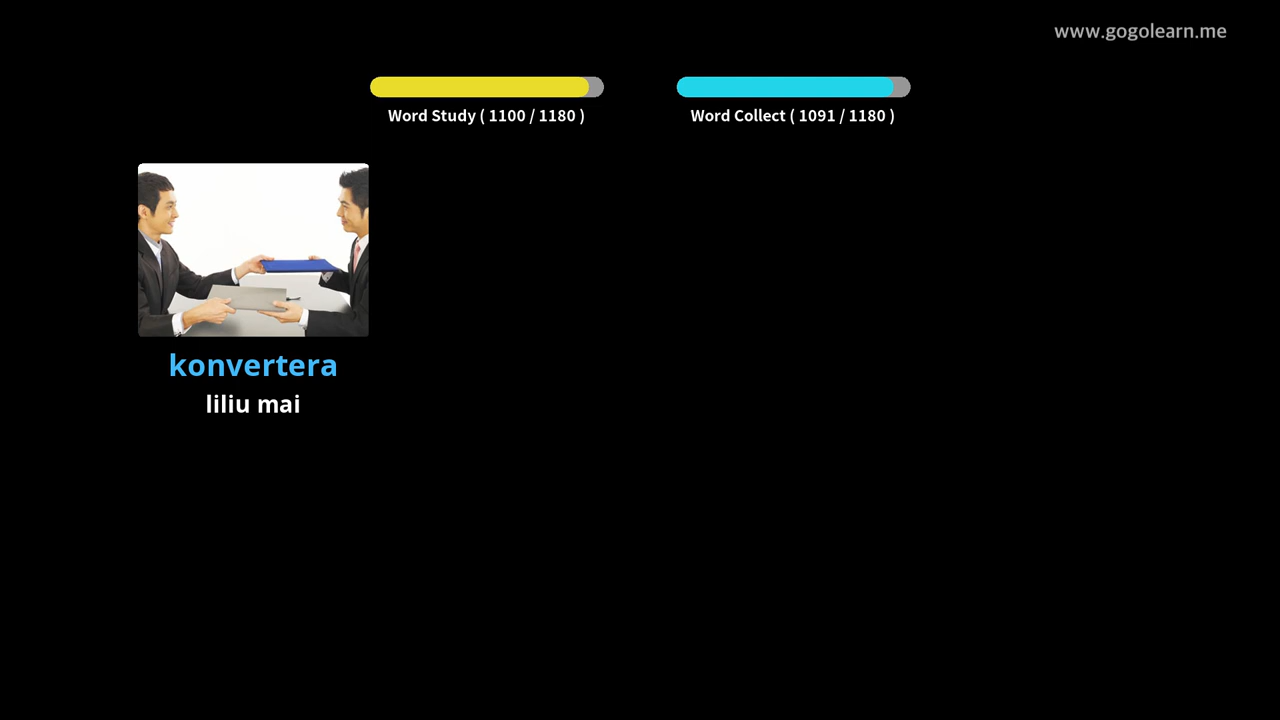 www.gogolearn.me
Word Study ( 1100 / 1180 )
Word Collect ( 1091 / 1180 )
konvertera
liliu mai